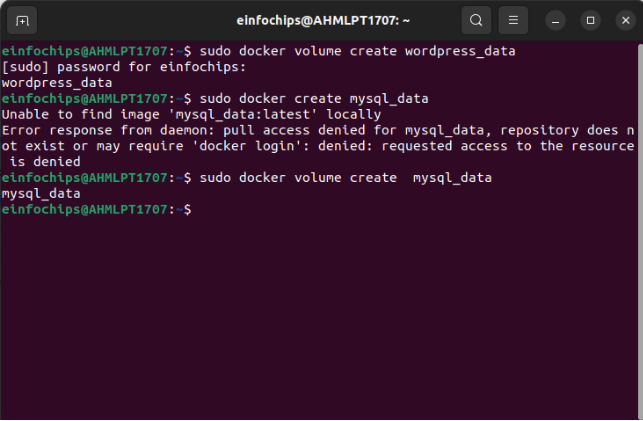 einfochips@AHMLPT1707: ~
einfochips@AHMLPT1707:~$ sudo docker volume create wordpress_data
[sudo] password for einfochips:
wordpress_data
einfochips@AHMLPT1707:~$ sudo docker create mysql_data
Unable to find image 'mysql_data:latest' locally
Error response from daemon: pull access denied for mysql_data, repository does n
ot exist or may require 'docker login': denied: requested access to the resource
 is denied
einfochips@AHMLPT1707:~$ sudo docker volume create  mysql_data
mysql_data
einfochips@AHMLPT1707:~$